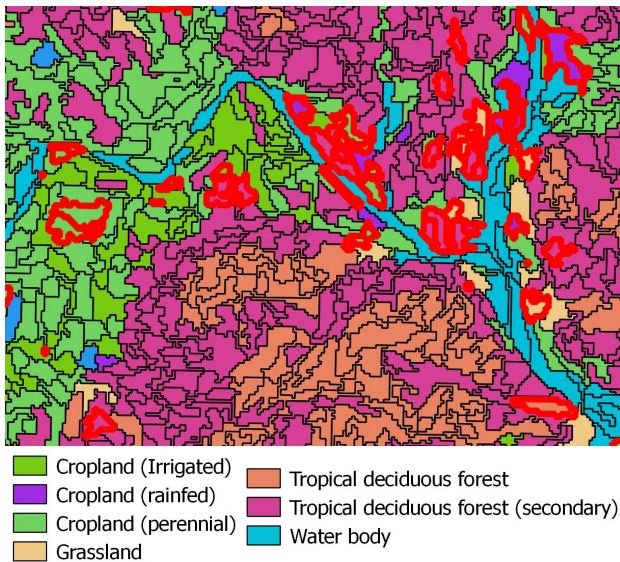 Cropland (Irrigated)
Cropland (rainfed)
Cropland (perennial)
Grassland
Tropical deciduous forest
Tropical deciduous forest (secondary)
Water body